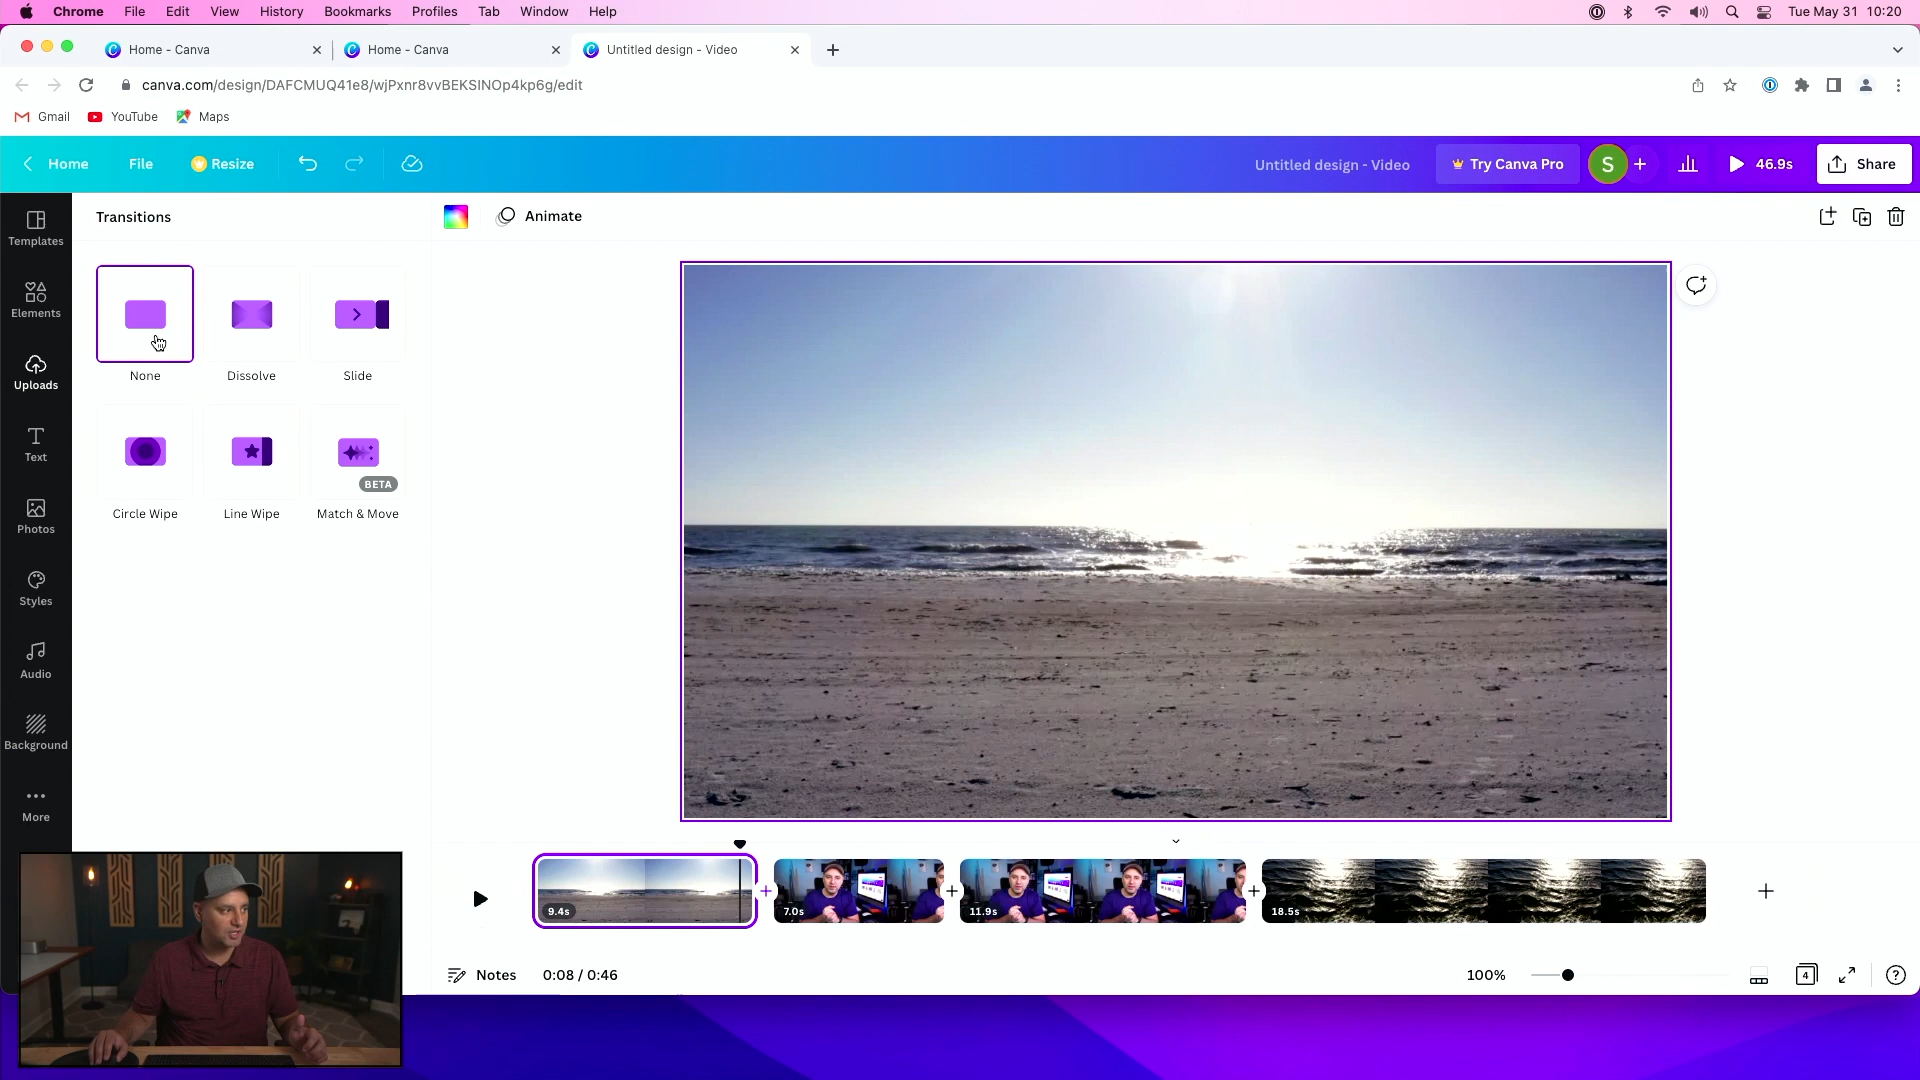 Chrome File Edit View History Bookmarks Profiles Tab Window Help Tue May 31 10:20
Home - Canva Home - Canva Untitled design - Video
canva.com/design/DAFCMUQ41e8/wjPxnr8vvBEKSINOp4kp6g/edit
Gmail YouTube Maps
Home File Resize Untitled design - Video Try Canva Pro S 46.9s Share
Templates
Elements
Uploads
Text
Photos
Styles
Audio
Background
More
Transitions
None Dissolve Slide
BETA
Circle Wipe Line Wipe Match & Move
Animate
9.4s 7.0s 11.9s 18.5s
Notes 0:08 / 0:46 100% 4